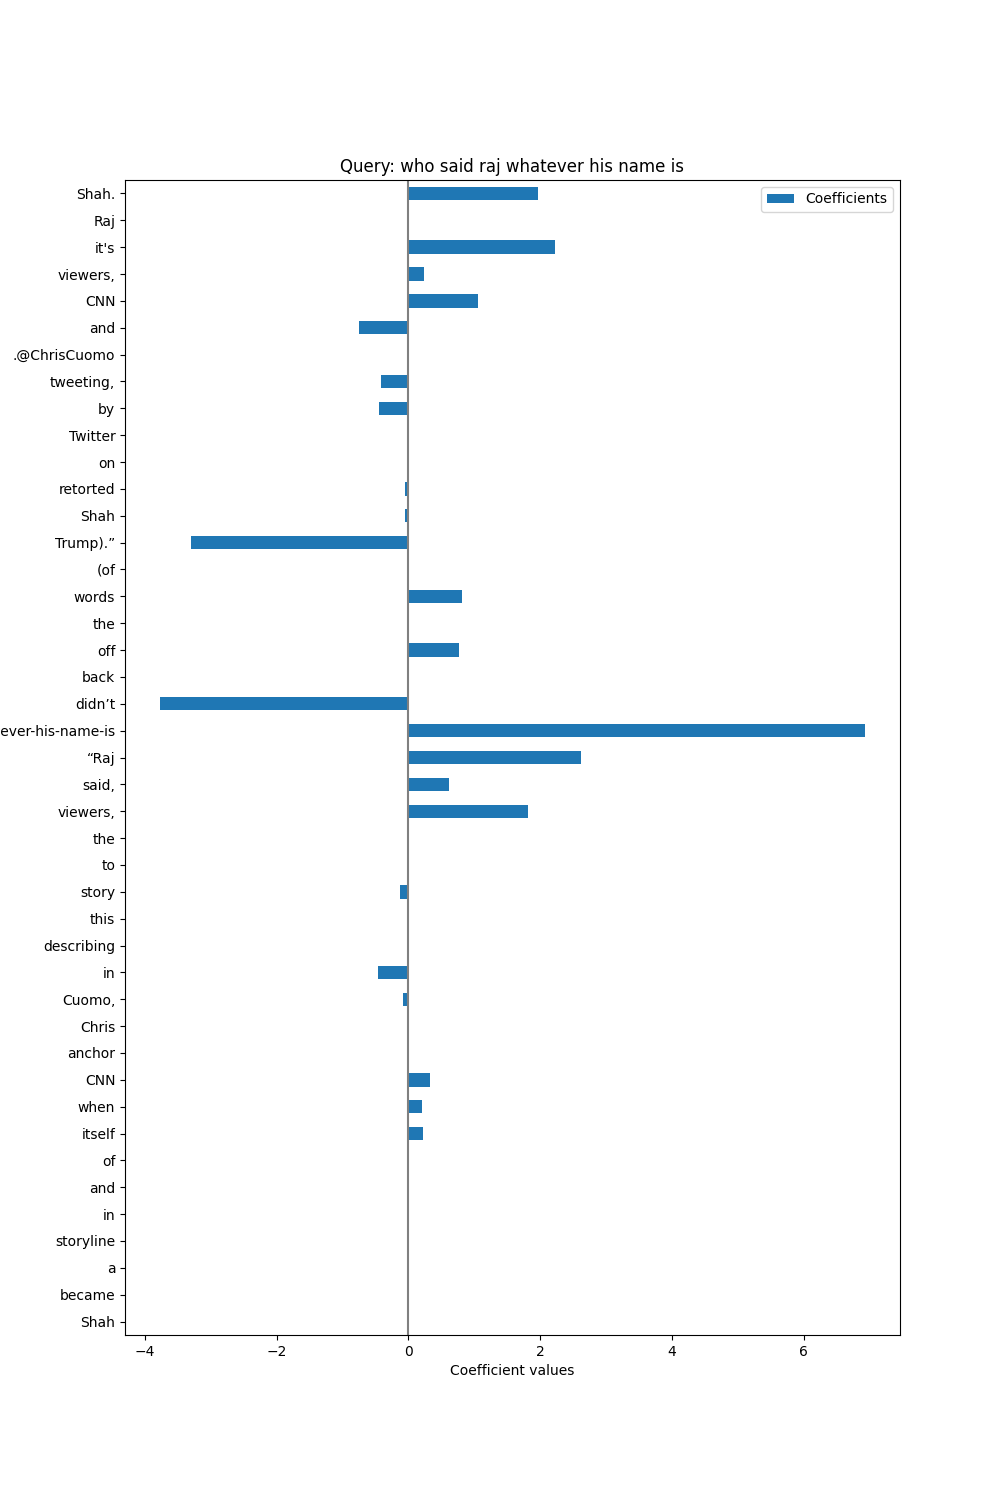 Query: who said raj whatever his name is
Coefficients
Shah.
Raj
it's
viewers,
CNN
and
.@ChrisCuomo
tweeting,
by
Twitter
on
retorted
Shah
Trump).”
(of
words
the
off
back
didn’t
ever-his-name-is
“Raj
said,
viewers,
the
to
story
this
describing
in
Cuomo,
Chris
anchor
CNN
when
itself
of
and
in
storyline
a
became
Shah
−4 −2 0 2 4 6
Coefficient values